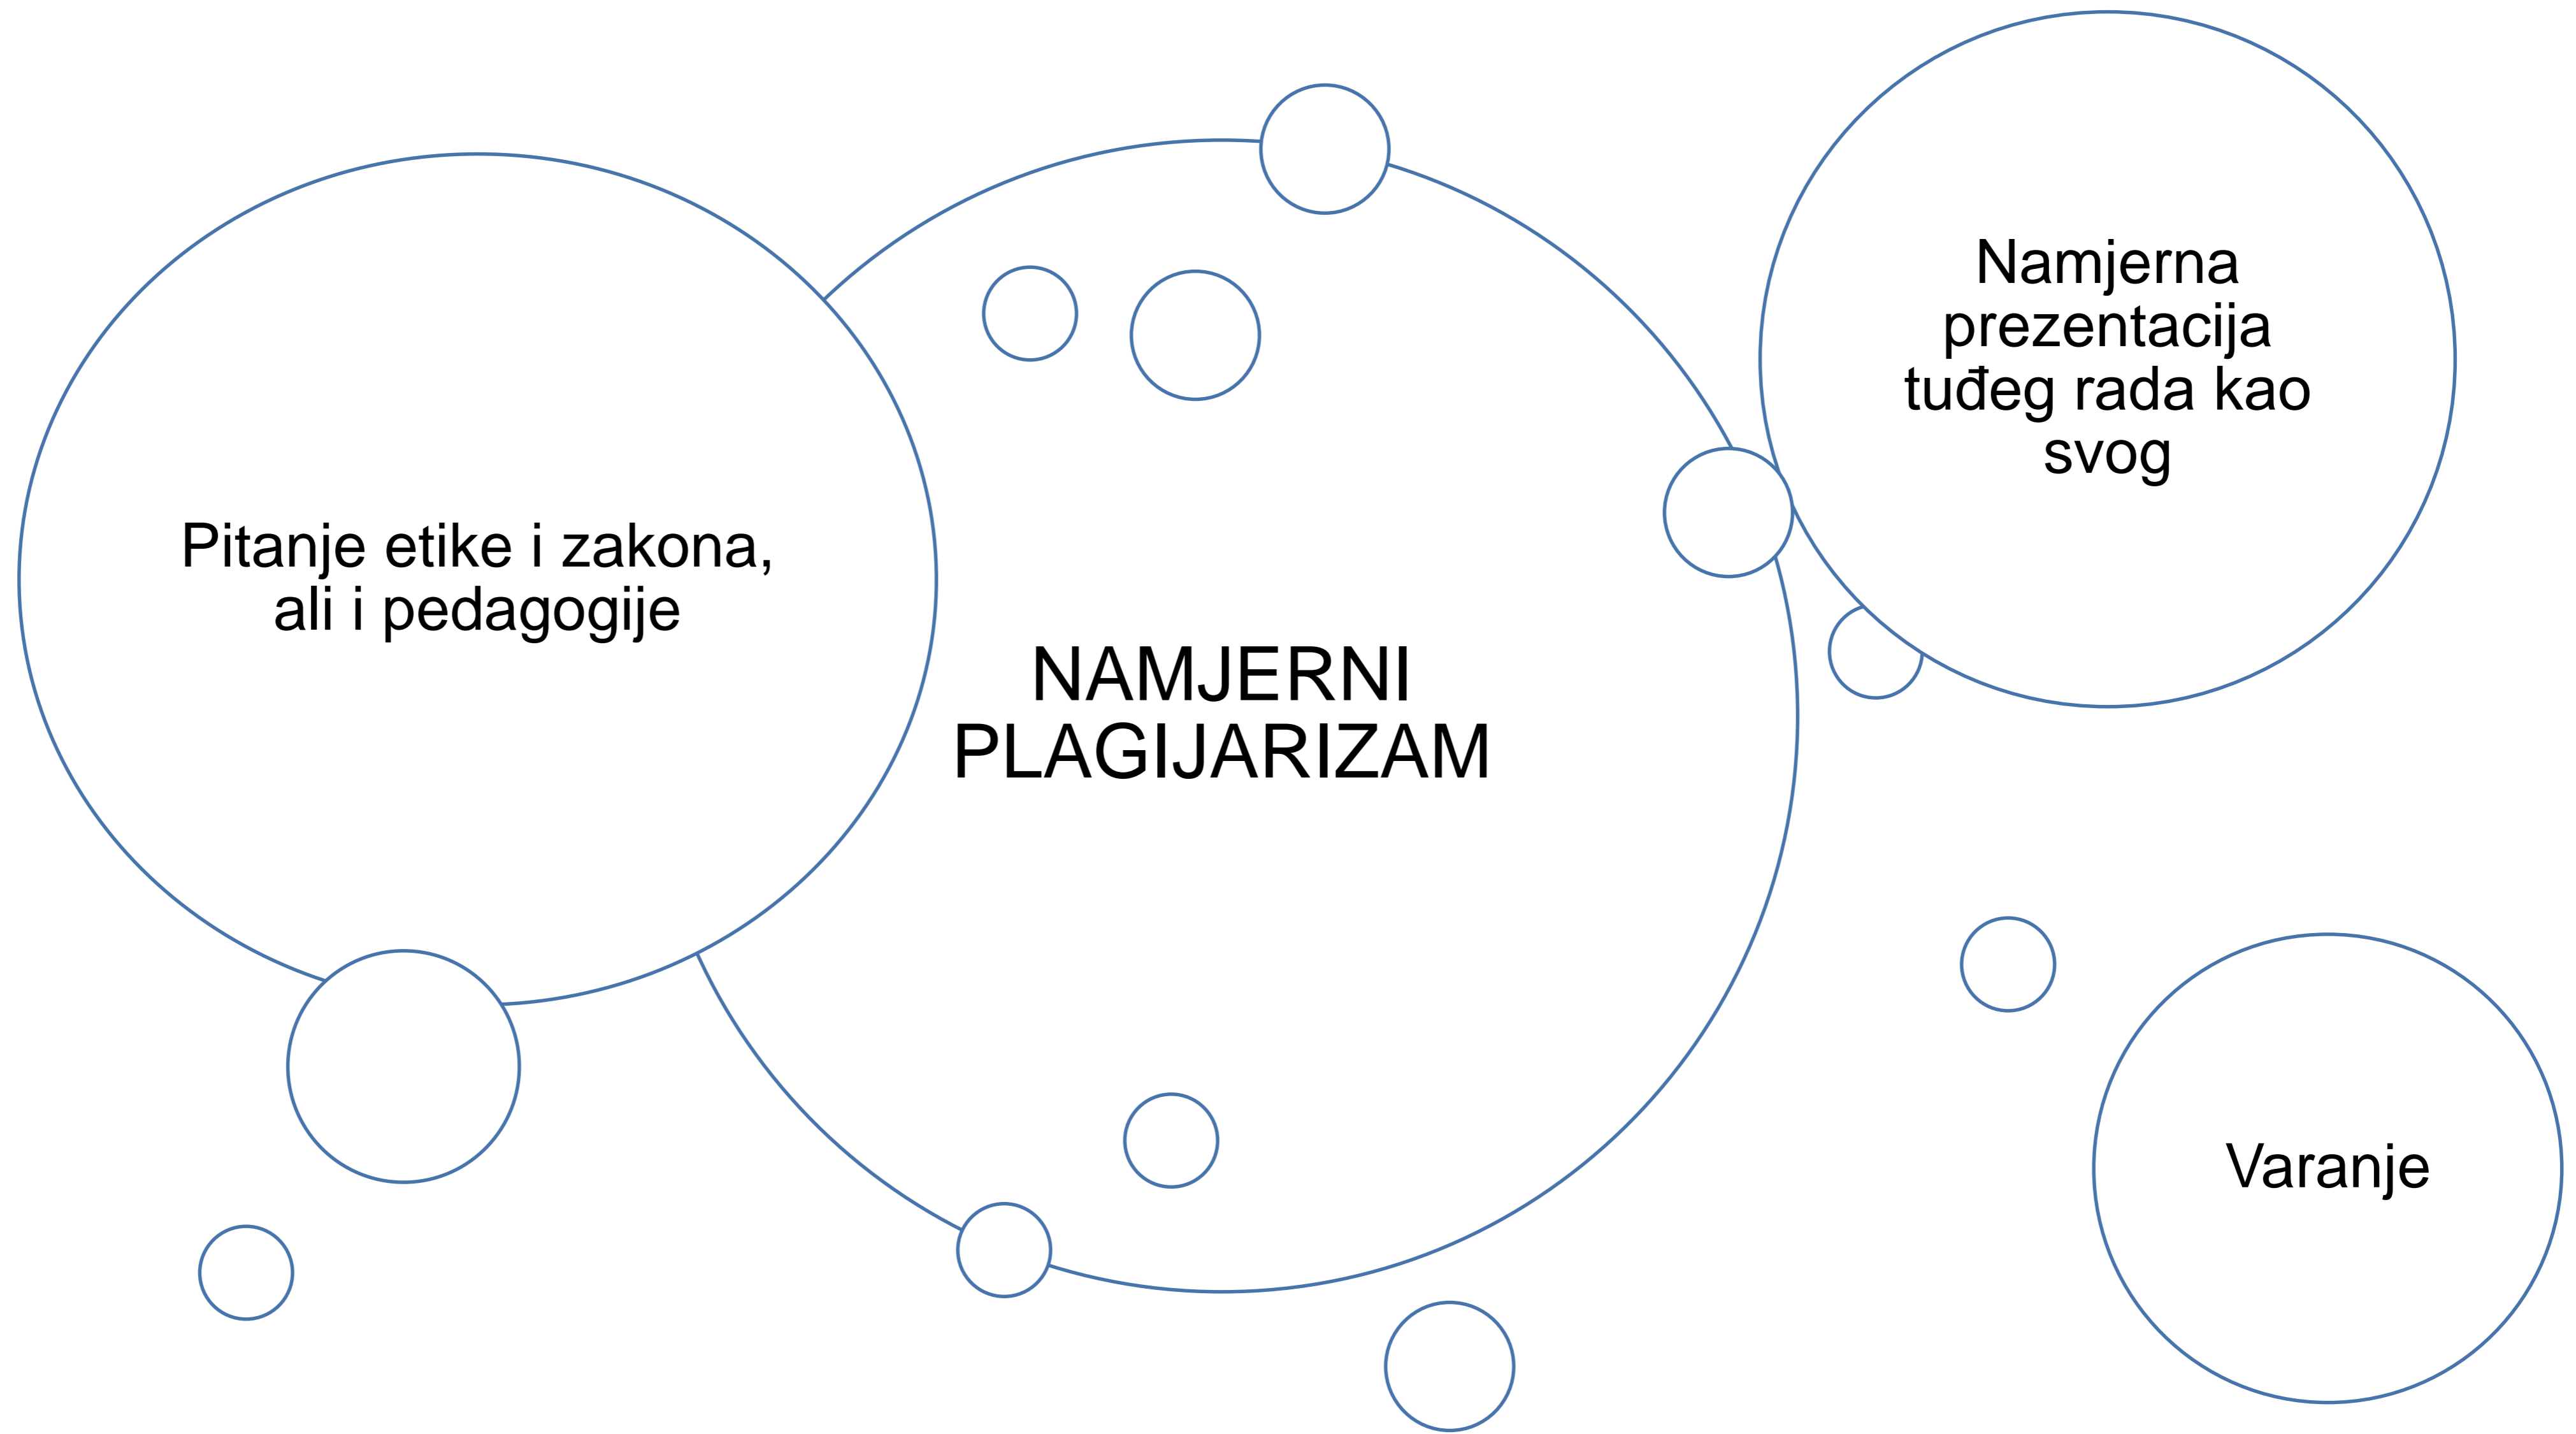 Pitanje etike i zakona,
ali i pedagogije
NAMJERNI
PLAGIJARIZAM
Namjerna
prezentacija
tuđeg rada kao
svog
Varanje